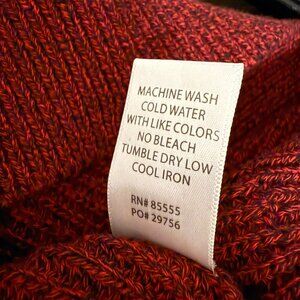 MACHINE WASH
COLD WATER
WITH LIKE COLORS
NO BLEACH
TUMBLE DRY LOW
COOL IRON
RN# 85555
PO# 29756